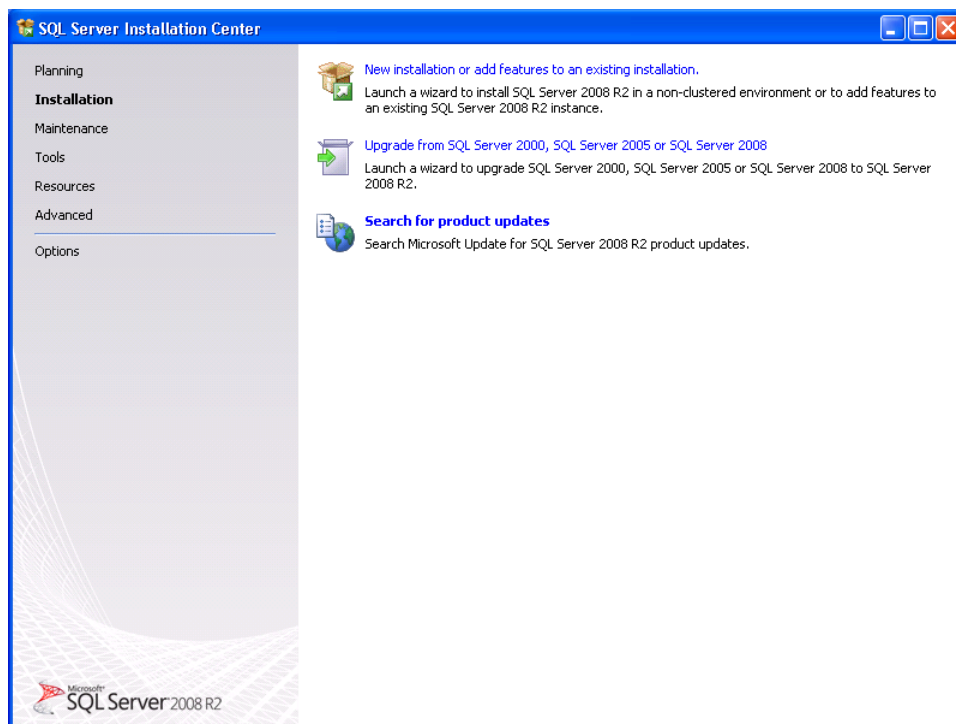 SQL Server Installation Center
Planning
Installation
Maintenance
Tools
Resources
Advanced
Options
New installation or add features to an existing installation.
Launch a wizard to install SQL Server 2008 R2 in a non-clustered environment or to add features to
an existing SQL Server 2008 R2 instance.
Upgrade from SQL Server 2000, SQL Server 2005 or SQL Server 2008
Launch a wizard to upgrade SQL Server 2000, SQL Server 2005 or SQL Server 2008 to SQL Server
2008 R2.
Search for product updates
Search Microsoft Update for SQL Server 2008 R2 product updates.
Microsoft®
SQL Server 2008 R2